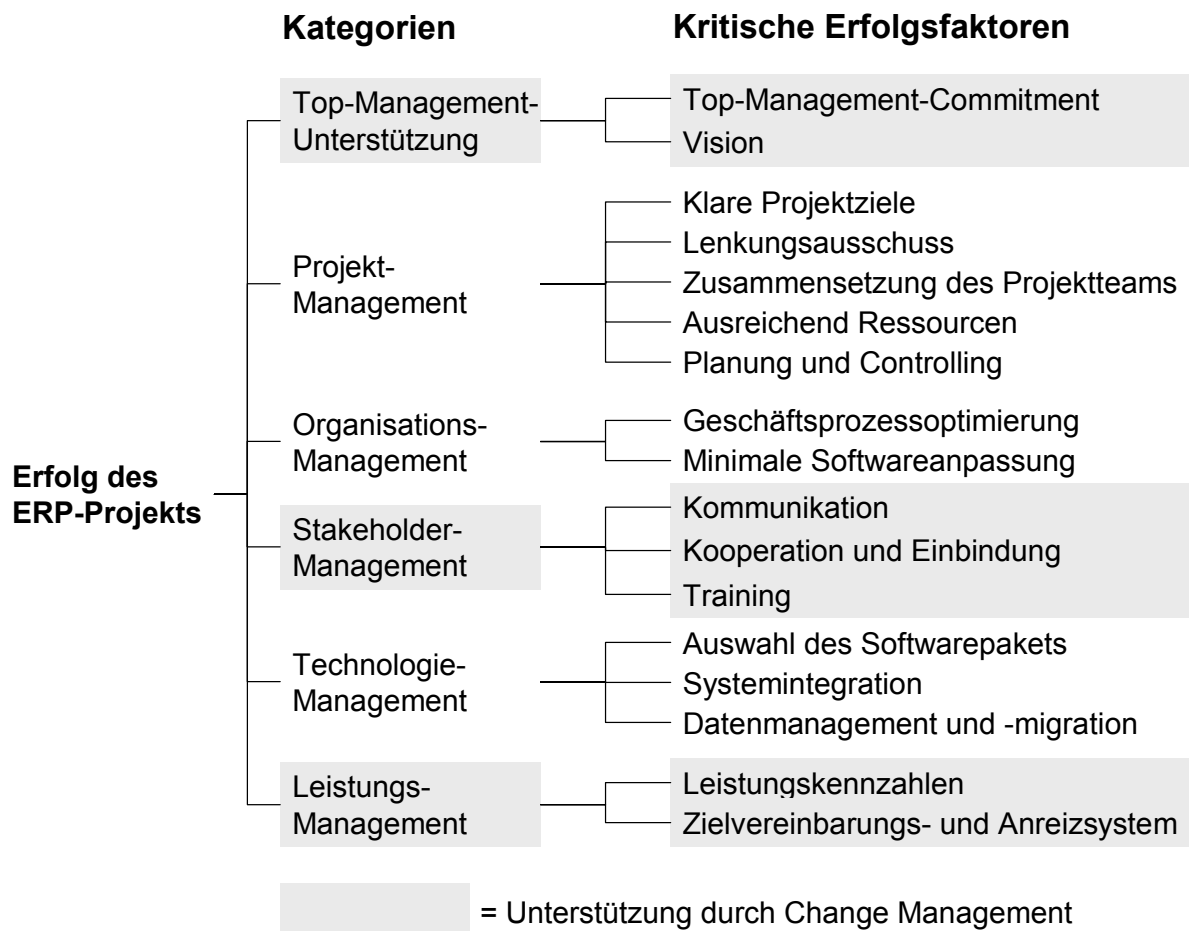 Kategorien
Kritische Erfolgsfaktoren
Top-Management-
Unterstützung
Top-Management-Commitment
Vision
Projekt-
Management
Klare Projektziele
Lenkungsausschuss
Zusammensetzung des Projektteams
Ausreichend Ressourcen
Planung und Controlling
Organisations-
Management
Geschäftsprozessoptimierung
Minimale Softwareanpassung
Erfolg des
ERP-Projekts
Stakeholder-
Management
Kommunikation
Kooperation und Einbindung
Training
Technologie-
Management
Auswahl des Softwarepakets
Systemintegration
Datenmanagement und -migration
Leistungs-
Management
Leistungskennzahlen
Zielvereinbarungs- und Anreizsystem
= Unterstützung durch Change Management